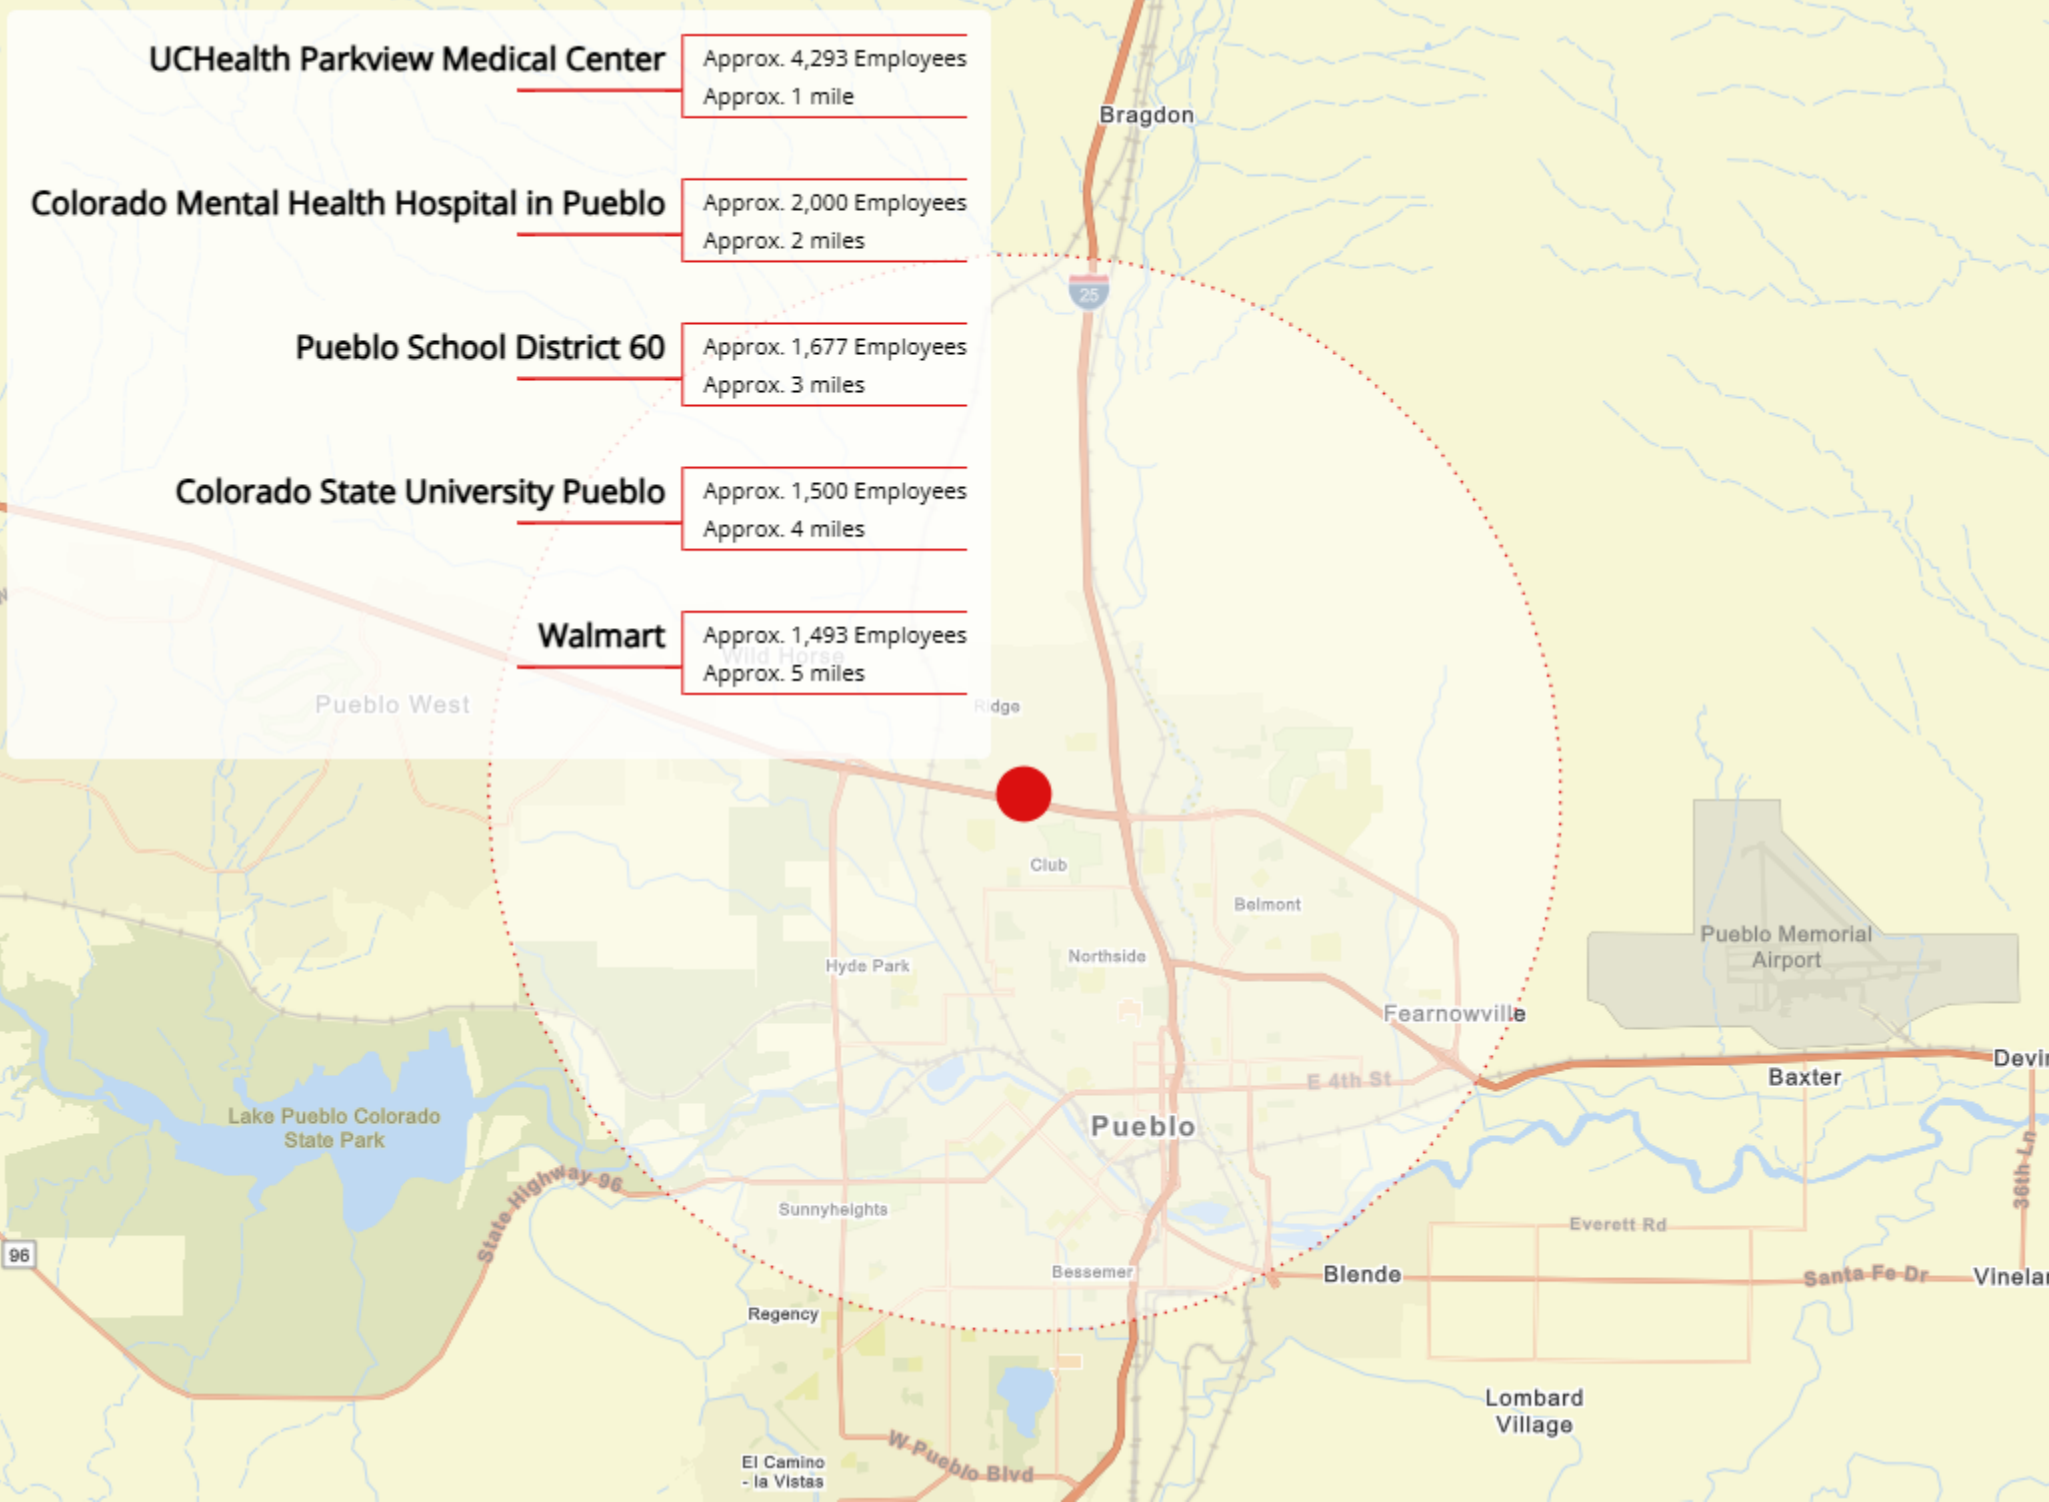 UCHealth Parkview Medical Center
Approx. 4,293 Employees
Approx. 1 mile
Colorado Mental Health Hospital in Pueblo
Approx. 2,000 Employees
Approx. 2 miles
Pueblo School District 60
Approx. 1,677 Employees
Approx. 3 miles
Colorado State University Pueblo
Approx. 1,500 Employees
Approx. 4 miles
Walmart
Approx. 1,493 Employees
Approx. 5 miles
Bragdon
25
Wild Horse
Pueblo West
Ridge
Club
Belmont
Northside
Hyde Park
Pueblo Memorial
Airport
Fearnowville
Devin
Baxter
E 4th St
Lake Pueblo Colorado
State Park
Pueblo
36th Ln
State Highway 96
Sunnyheights
Everett Rd
96
Bessemer
Blende
Santa Fe Dr
Vinelan
Regency
Lombard
Village
W Pueblo Blvd
El Camino
- la Vistas